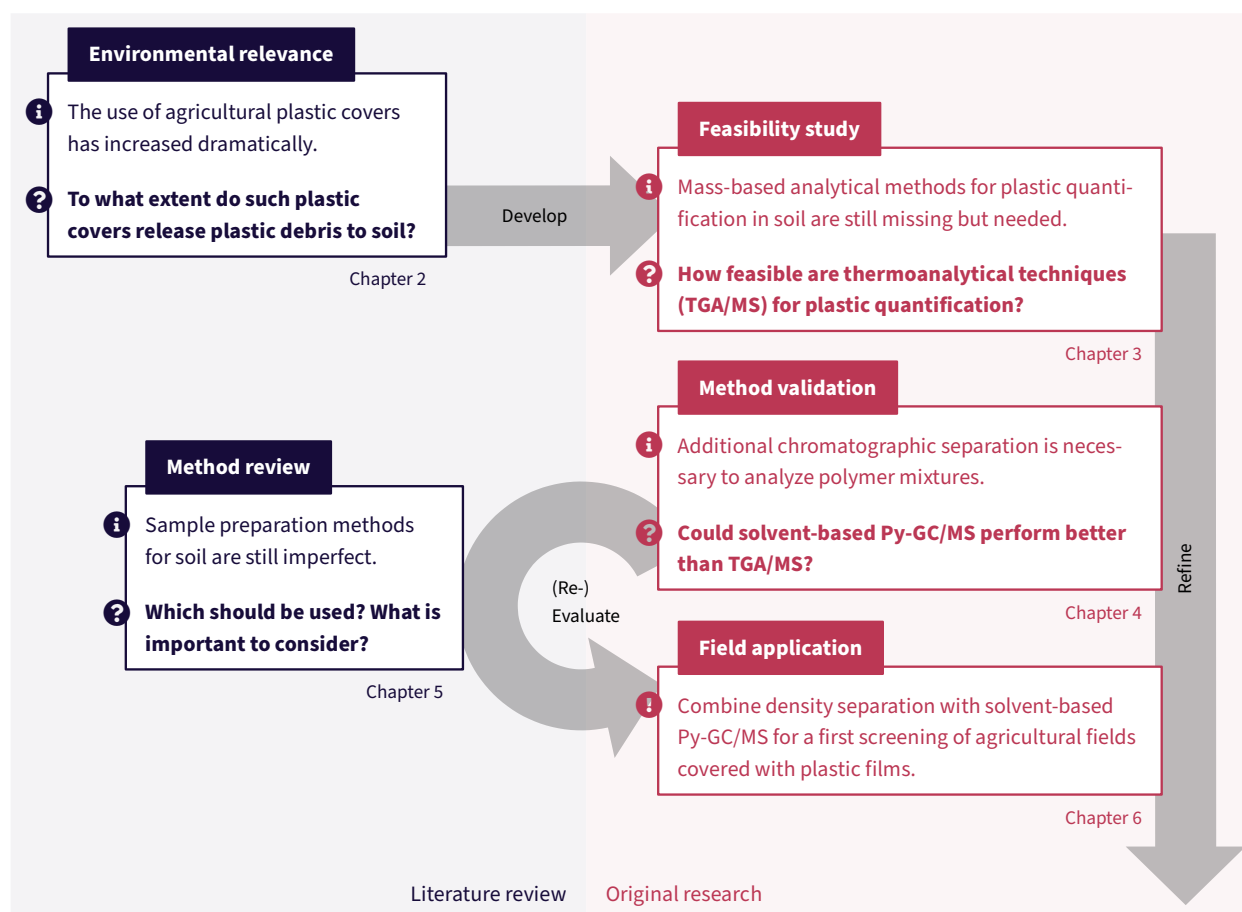 Environmental relevance
The use of agricultural plastic covers
has increased dramatically.
To what extent do such plastic
covers release plastic debris to soil?
Chapter 2
Develop
Feasibility study
Mass-based analytical methods for plastic quanti-
fication in soil are still missing but needed.
How feasible are thermoanalytical techniques
(TGA/MS) for plastic quantification?
Chapter 3
Method validation
Additional chromatographic separation is neces-
sary to analyze polymer mixtures.
Could solvent-based Py-GC/MS perform better
than TGA/MS?
Chapter 4
Method review
Sample preparation methods
for soil are still imperfect.
Which should be used? What is
important to consider?
Chapter 5
(Re-)
Evaluate
Field application
Combine density separation with solvent-based
Py-GC/MS for a first screening of agricultural fields
covered with plastic films.
Chapter 6
Refine
Literature review
Original research